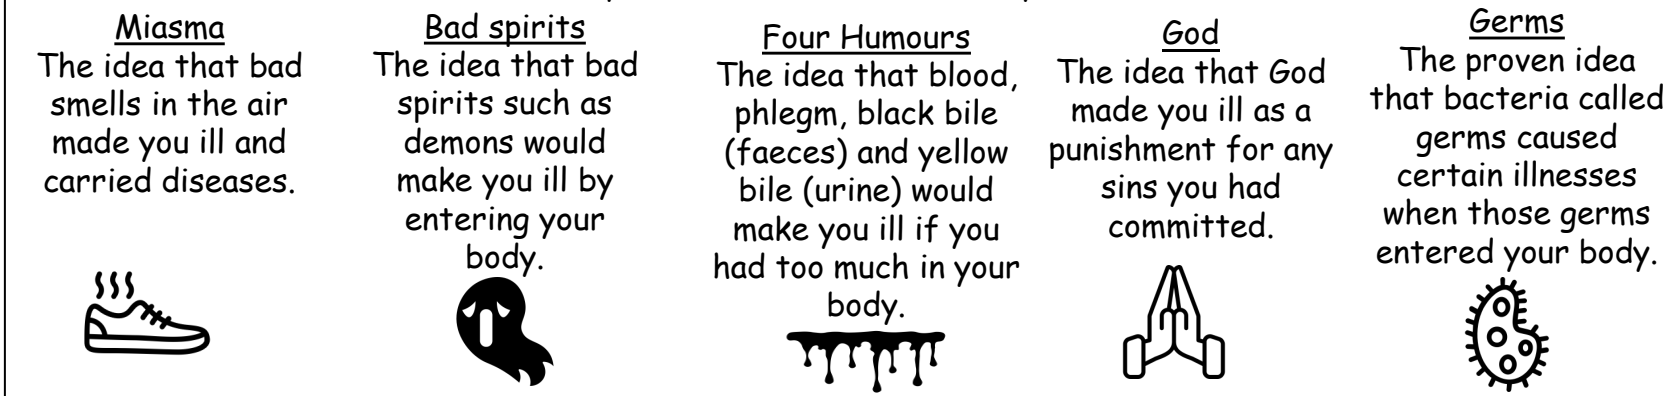 Miasma
The idea that bad
smells in the air
made you ill and
carried diseases.
Bad spirits
The idea that bad
spirits such as
demons would
make you ill by
entering your
body.
Four Humours
The idea that blood,
phlegm, black bile
(faeces) and yellow
bile (urine) would
make you ill if you
had too much in your
body.
God
The idea that God
made you ill as a
punishment for any
sins you had
committed.
Germs
The proven idea
that bacteria called
germs caused
certain illnesses
when those germs
entered your body.